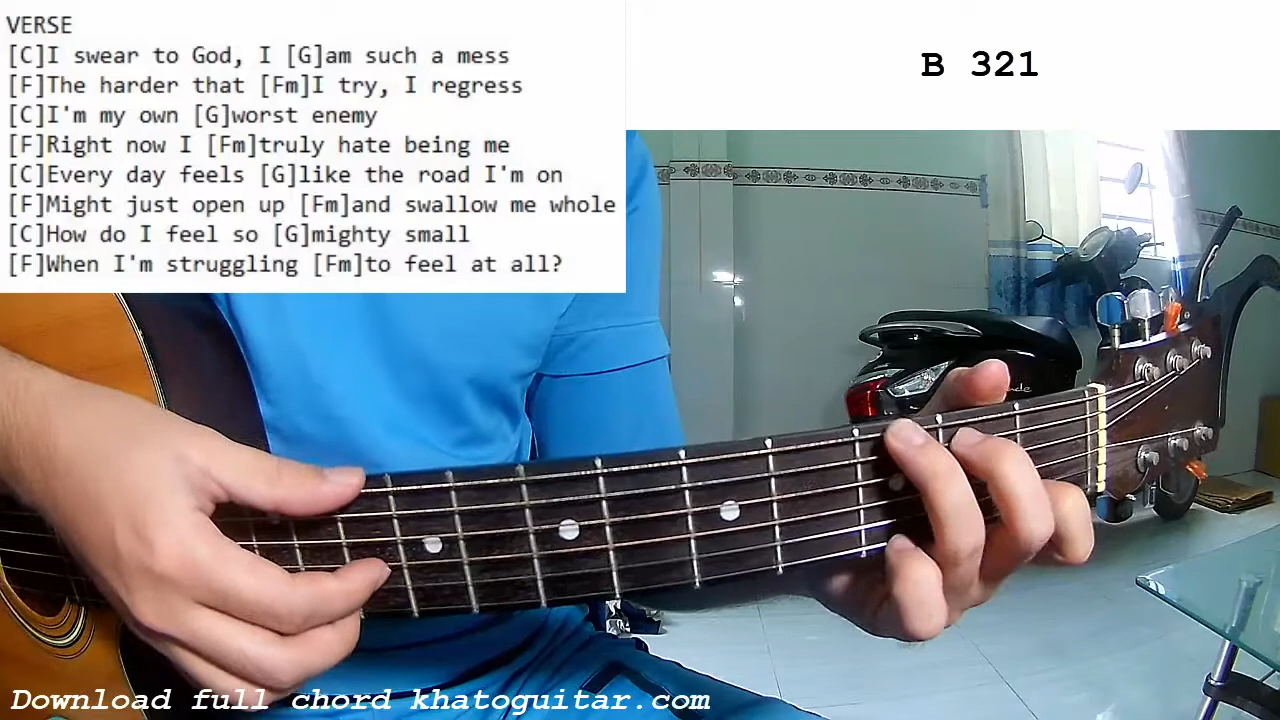 VERSE
[C]I swear to God, I [G]am such a mess
[F]The harder that [Fm]I try, I regress
[C]I'm my own [G]worst enemy
[F]Right now I [Fm]truly hate being me
[C]Every day feels [G]like the road I'm on
[F]Might just open up [Fm]and swallow me whole
[C]How do I feel so [G]mighty small
[F]When I'm struggling [Fm]to feel at all?
B 321
Download full chord khatoguitar.com